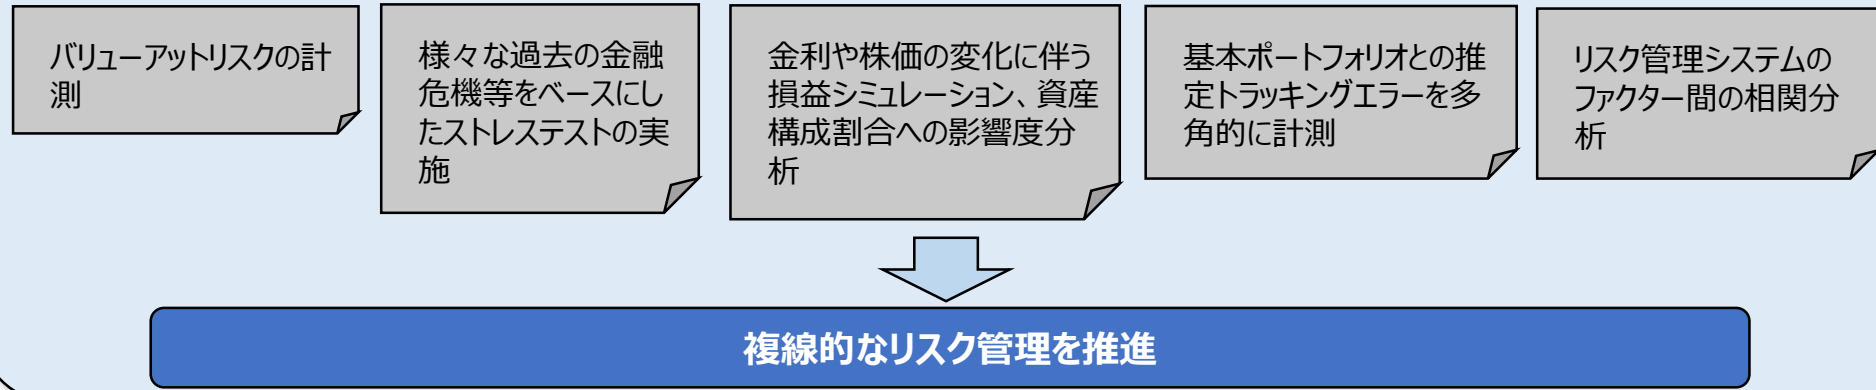 バリューアットリスクの計
測
様々な過去の金融
危機等をベースにし
たストレステストの実
施
金利や株価の変化に伴う
損益シミュレーション、資産
構成割合への影響度分
析
基本ポートフォリオとの推
定トラッキングエラーを多
角的に計測
リスク管理システムの
ファクター間の相関分
析
複線的なリスク管理を推進